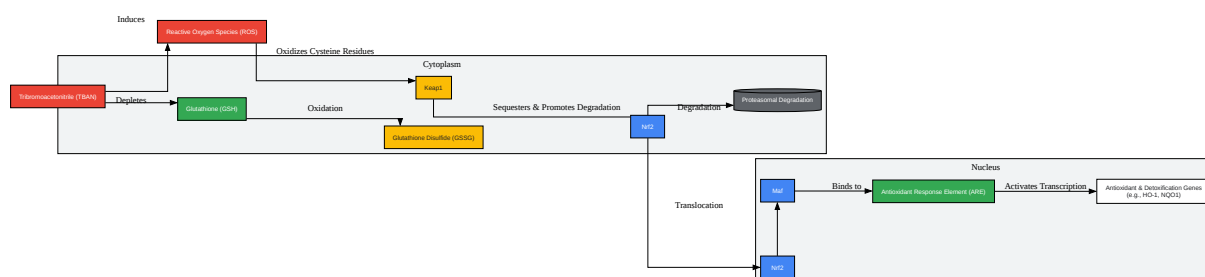 Induces
Reactive Oxygen Species (ROS)
Oxidizes Cysteine Residues
Cytoplasm
Tribromoacetonitrile (TBAN)
Depletes
Glutathione (GSH)
Oxidation
Keap1
Glutathione Disulfide (GSSG)
Sequesters & Promotes Degradation
Nrf2
Degradation
Proteasomal Degradation
Translocation
Nucleus
Maf
Binds to
Antioxidant Response Element (ARE)
Activates Transcription
Antioxidant & Detoxification Genes
(e.g., HO-1, NQO1)
Nrf2